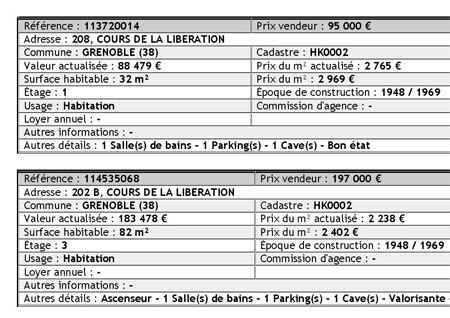 Référence : 113720014 Prix vendeur : 95 000 €
Adresse : 208, COURS DE LA LIBERATION
Commune : GRENOBLE (38) Cadastre : HK0002
Valeur actualisée : 88 479 € Prix du m² actualisé : 2 765 €
Surface habitable : 32 m² Prix du m² : 2 969 €
Étage : 1 Époque de construction : 1948 / 1969
Usage : Habitation Commission d'agence : -
Loyer annuel : -
Autres informations : -
Autres détails : 1 Salle(s) de bains - 1 Parking(s) - 1 Cave(s) - Bon état
Référence : 114535068 Prix vendeur : 197 000 €
Adresse : 202 B, COURS DE LA LIBERATION
Commune : GRENOBLE (38) Cadastre : HK0002
Valeur actualisée : 183 478 € Prix du m² actualisé : 2 238 €
Surface habitable : 82 m² Prix du m² : 2 402 €
Étage : 3 Époque de construction : 1948 / 1969
Usage : Habitation Commission d'agence : -
Loyer annuel : -
Autres informations : -
Autres détails : Ascenseur - 1 Salle(s) de bains - 1 Parking(s) - 1 Cave(s) - Valorisante -